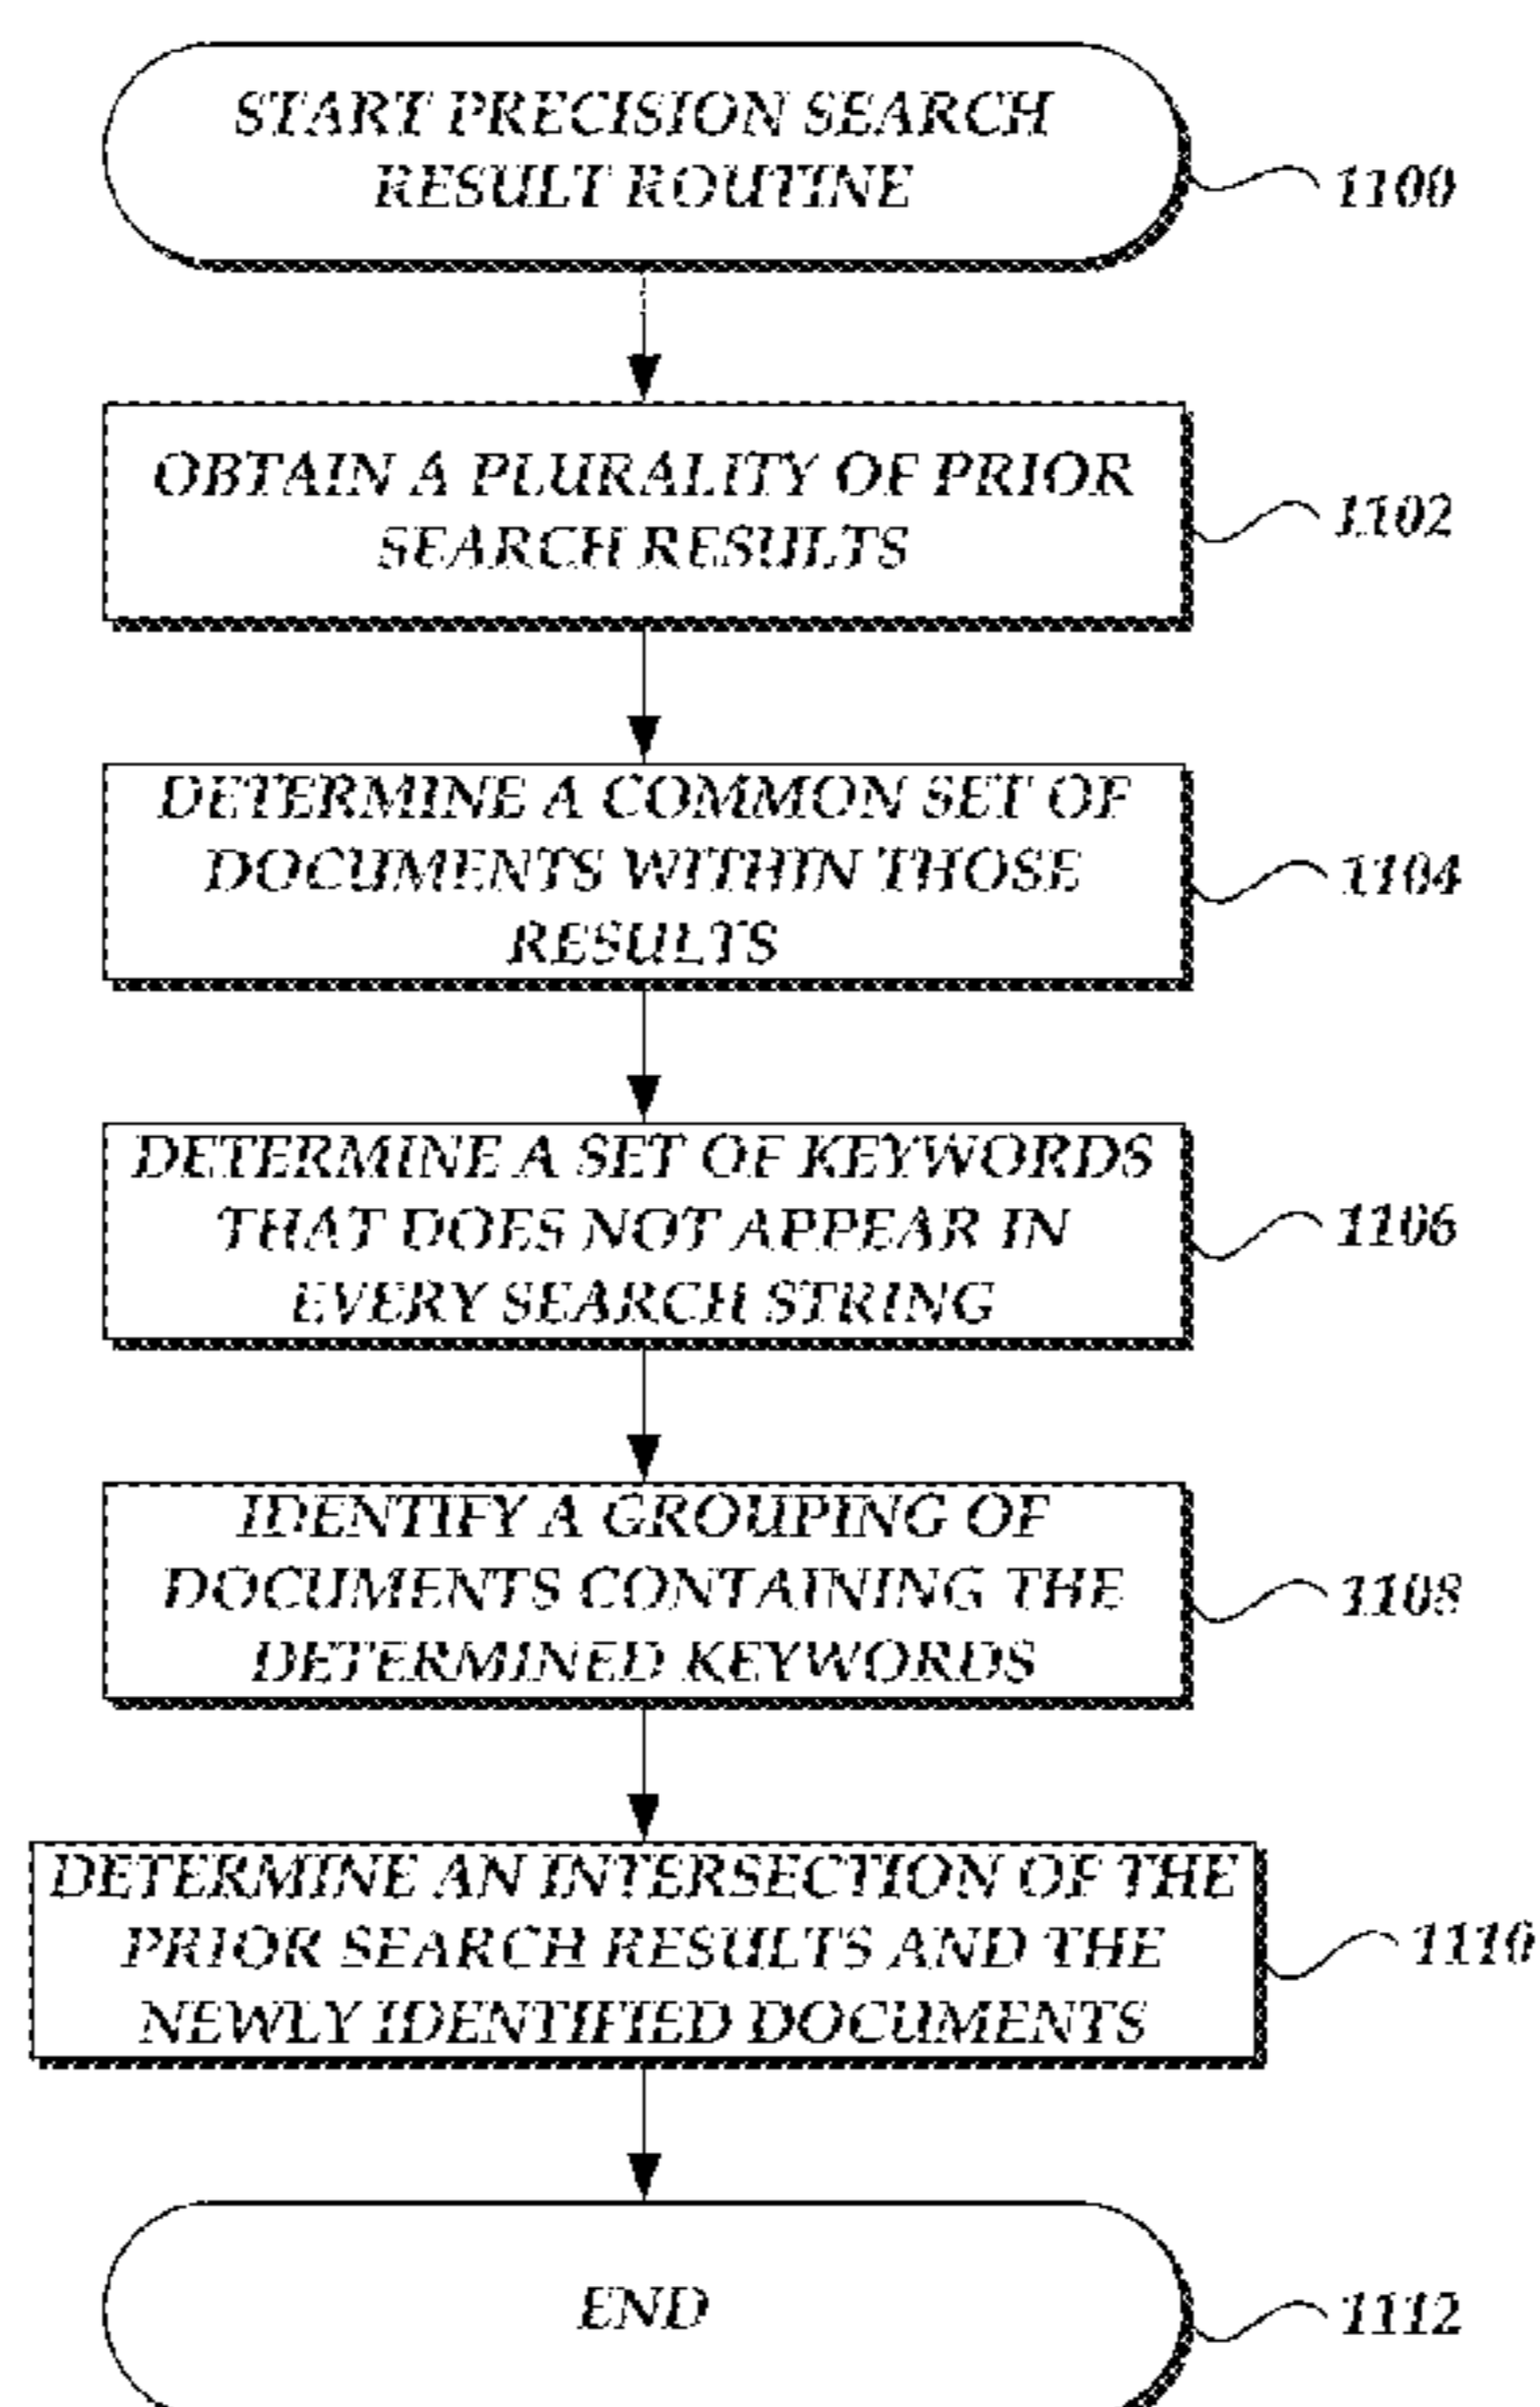 START PRECISION SEARCH
RESULT ROUTINE
1100
OBTAIN A PLURALITY OF PRIOR
SEARCH RESULTS
1102
DETERMINE A COMMON SET OF
DOCUMENTS WITHIN THOSE
RESULTS
1104
DETERMINE A SET OF KEYWORDS
THAT DOES NOT APPEAR IN
EVERY SEARCH STRING
1106
IDENTIFY A GROUPING OF
DOCUMENTS CONTAINING THE
DETERMINED KEYWORDS
1108
DETERMINE AN INTERSECTION OF THE
PRIOR SEARCH RESULTS AND THE
NEWLY IDENTIFIED DOCUMENTS
1110
END
1112